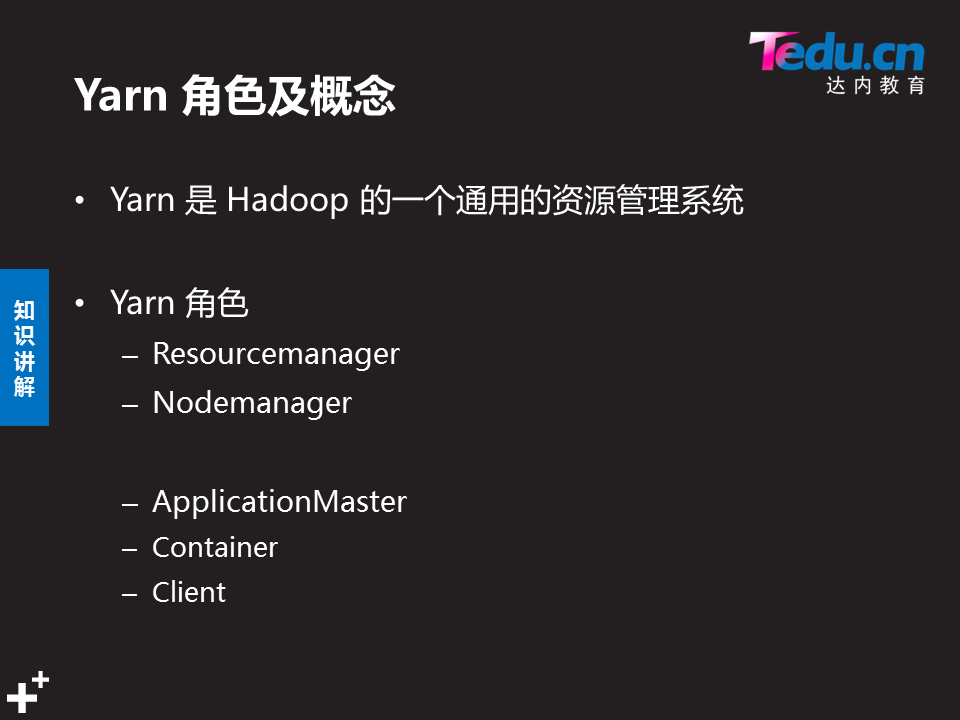 Tedu.cn
达内教育
Yarn 角色及概念
• Yarn 是 Hadoop 的一个通用的资源管理系统
• Yarn 角色
– Resourcemanager
– Nodemanager
– ApplicationMaster
– Container
– Client
知识讲解